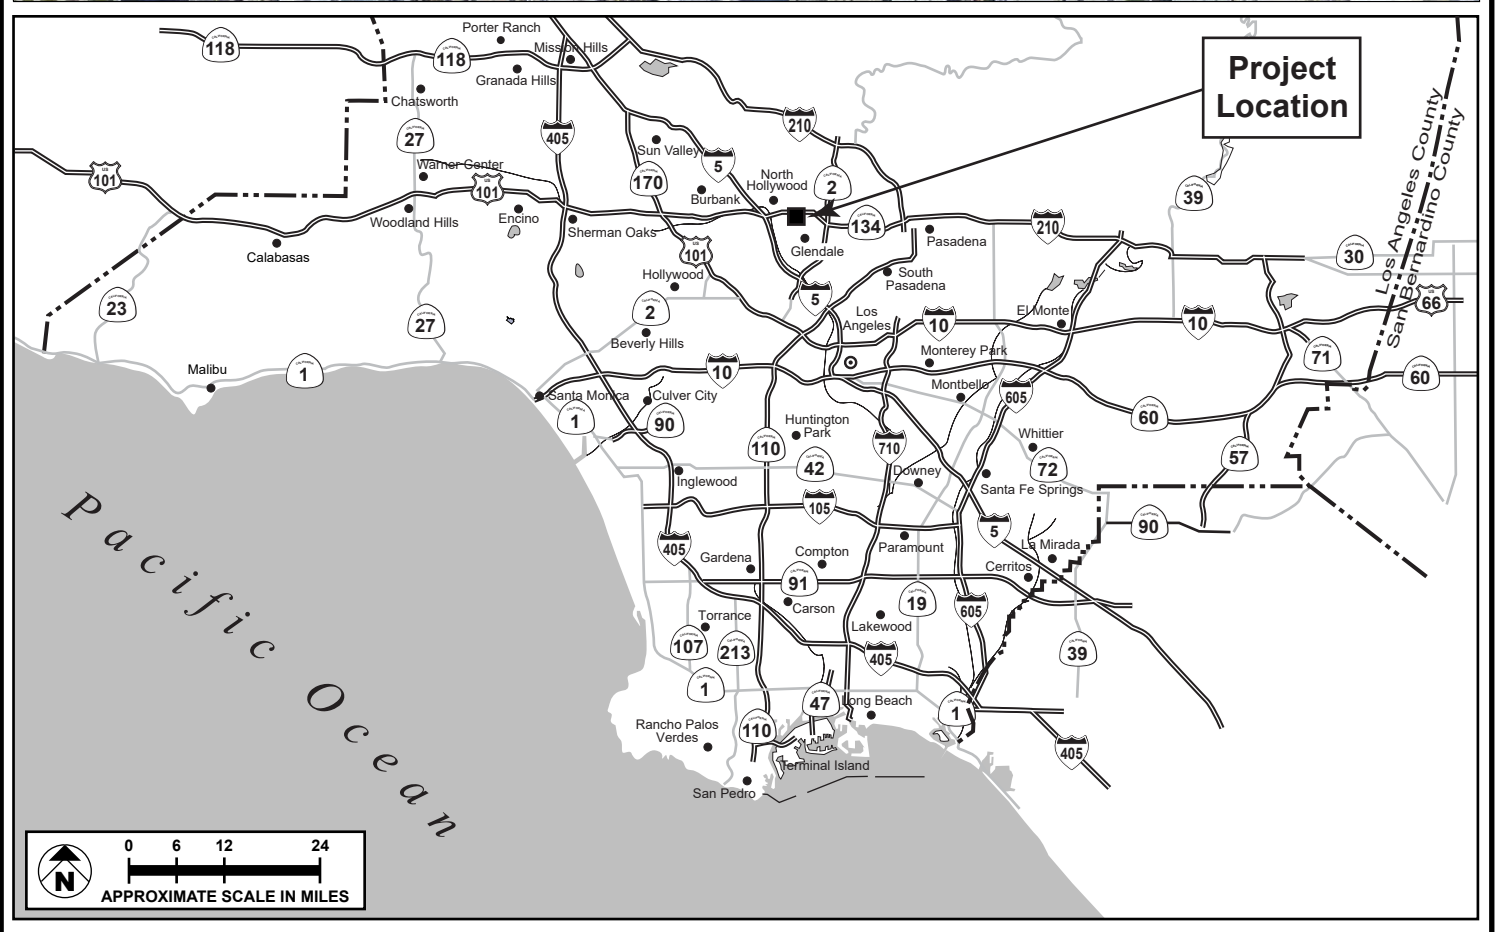 Porter Ranch
118
118
Mission Hills
Granada Hills
Project
Location
Chatsworth
27
405
210
Sun Valley
5
Warner Center
US
101
US
101
170
North
Hollywood
CALIFORNIA
2
39
Los Angeles County
San Bernardino County
Burbank
Woodland Hills
Encino
Sherman Oaks
134
Pasadena
210
30
Calabasas
US
101
Glendale
Hollywood
South
Pasadena
23
27
2
5
Los
Angeles
10
El Monte
10
US
66
Beverly Hills
Monterey Park
71
Malibu
1
10
Montbello
605
60
Santa Monica
Culver City
1
90
Huntington
Park
110
710
60
Whittier
42
72
57
Inglewood
Downey
Santa Fe Springs
105
5
90
405
Gardena
Compton
Paramount
La Mirada
Cerritos
91
Carson
19
605
Torrance
Lakewood
107
213
405
39
1
47
Long Beach
1
Rancho Palos
Verdes
110
405
Terminal Island
San Pedro
Pacific Ocean
0 6 12 24
N
APPROXIMATE SCALE IN MILES